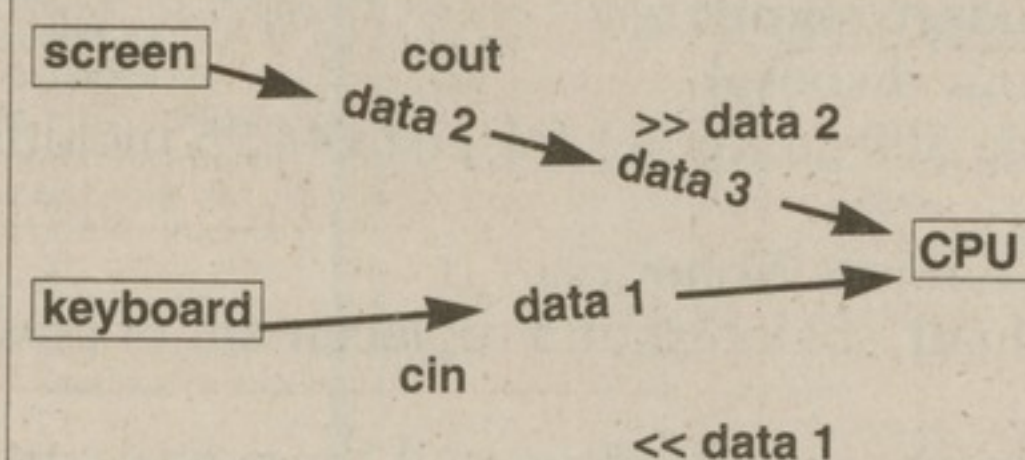 screen
cout
data 2
>> data 2
data 3
CPU
keyboard
data 1
cin
<< data 1